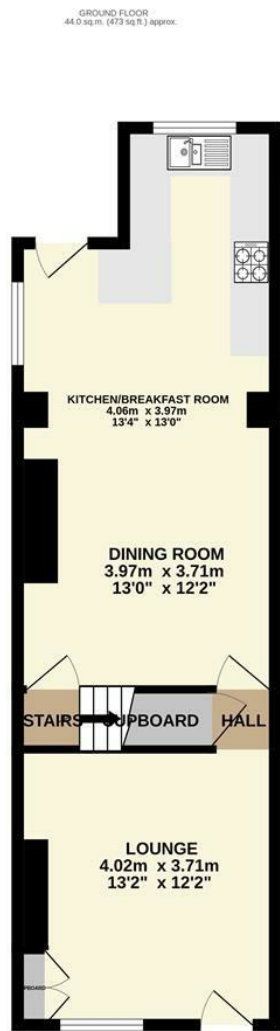 GROUND FLOOR
44.0 sq.m. (473 sq.ft.) approx.
KITCHEN/BREAKFAST ROOM
4.06m x 3.97m
13'4" x 13'0"
DINING ROOM
3.97m x 3.71m
13'0" x 12'2"
STAIRS CUPBOARD HALL
LOUNGE
4.02m x 3.71m
13'2" x 12'2"